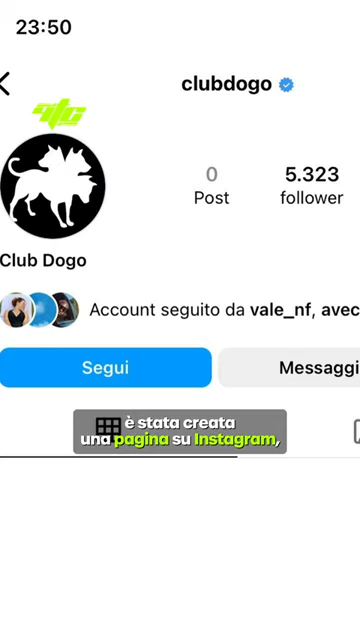 23:50
clubdogo
0
5.323
Post
follower
Club Dogo
Account seguito da vale_nf, avec
Segui
Messaggi
è stata creata
una pagina su Instagram,